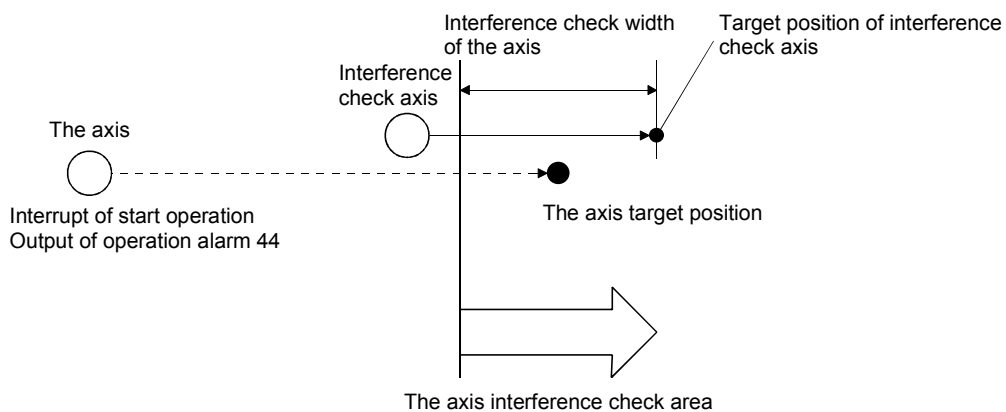 Interference check width
of the axis
Target position of interference
check axis
Interference
check axis
The axis
Interrupt of start operation
Output of operation alarm 44
The axis target position
The axis interference check area